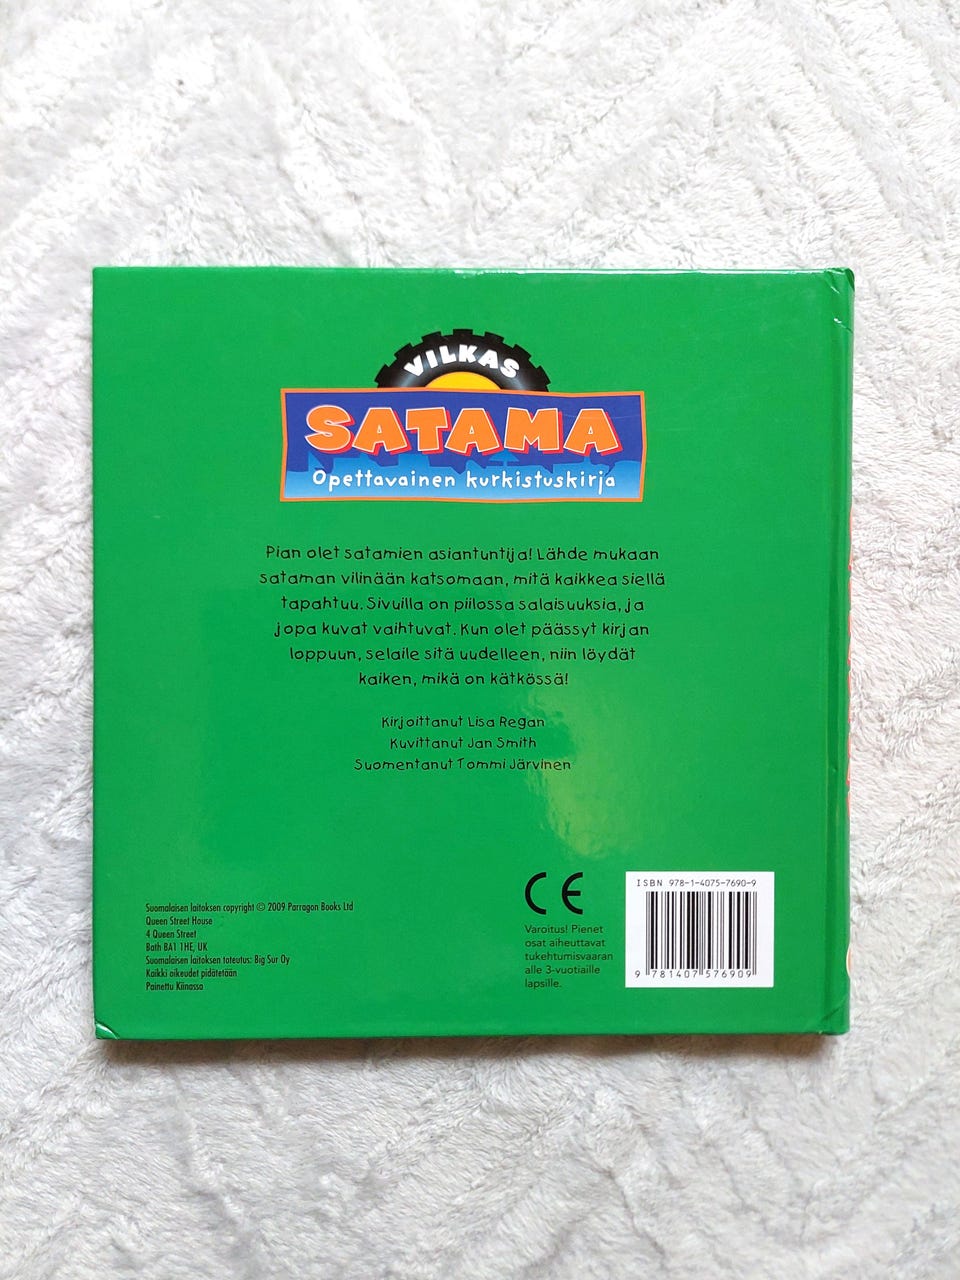 VILKAS
SATAMA
Opettavainen kurkistuskirja
Pian olet satamien asiantuntija! Lähde mukaan
sataman vilinään katsomaan, mitä kaikkea siellä
tapahtuu. Sivuilla on piilossa salaisuuksia, ja
jopa kuvat vaihtuvat. Kun olet päässyt kirjan
loppuun, selaile sitä uudelleen, niin löydät
kaiken, mikä on kätkössä!
Kirjoittanut Lisa Regan
Kuvittanut Jan Smith
Suomentanut Tommi Järvinen
Suomalaisen laitoksen copyright © 2009 Parragon Books Ltd
Queen Street House
4 Queen Street
Bath BA1 1HE, UK
Suomalaisen laitoksen toteutus: Big Sur Oy
Kaikki oikeudet pidätetään
Painettu Kiinassa
CE
Varoitus! Pienet
osat aiheuttavat
tukehtumisvaaran
alle 3-vuotiaille
lapsille.
ISBN 978-1-4075-7690-9
9 781407 576909